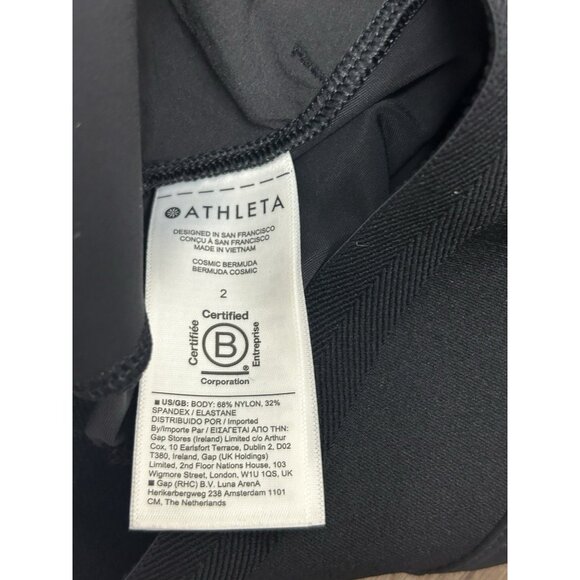 ATHLETA
DESIGNED IN SAN FRANCISCO
CONÇU À SAN FRANCISCO
MADE IN VIETNAM
COSMIC BERMUDA
BERMUDA COSMIC
2
Certified
Certifiée
B
Entreprise
®
Corporation
■ US/GB: BODY: 68% NYLON, 32%
SPANDEX / ELASTANE
DISTRIBUIDO POR / Imported
By/Importe Par / ΕΙΣΑΓΕΤΑΙ ΑΠΟ ΤΗΝ:
Gap Stores (Ireland) Limited c/o Arthur
Cox, 10 Earlsfort Terrace, Dublin 2, D02
T380, Ireland, Gap (UK Holdings)
Limited, 2nd Floor Nations House, 103
Wigmore Street, London, W1U 1QS, UK
■ Gap (RHC) B.V. Luna ArenA
Herikerbergweg 238 Amsterdam 1101
CM, The Netherlands